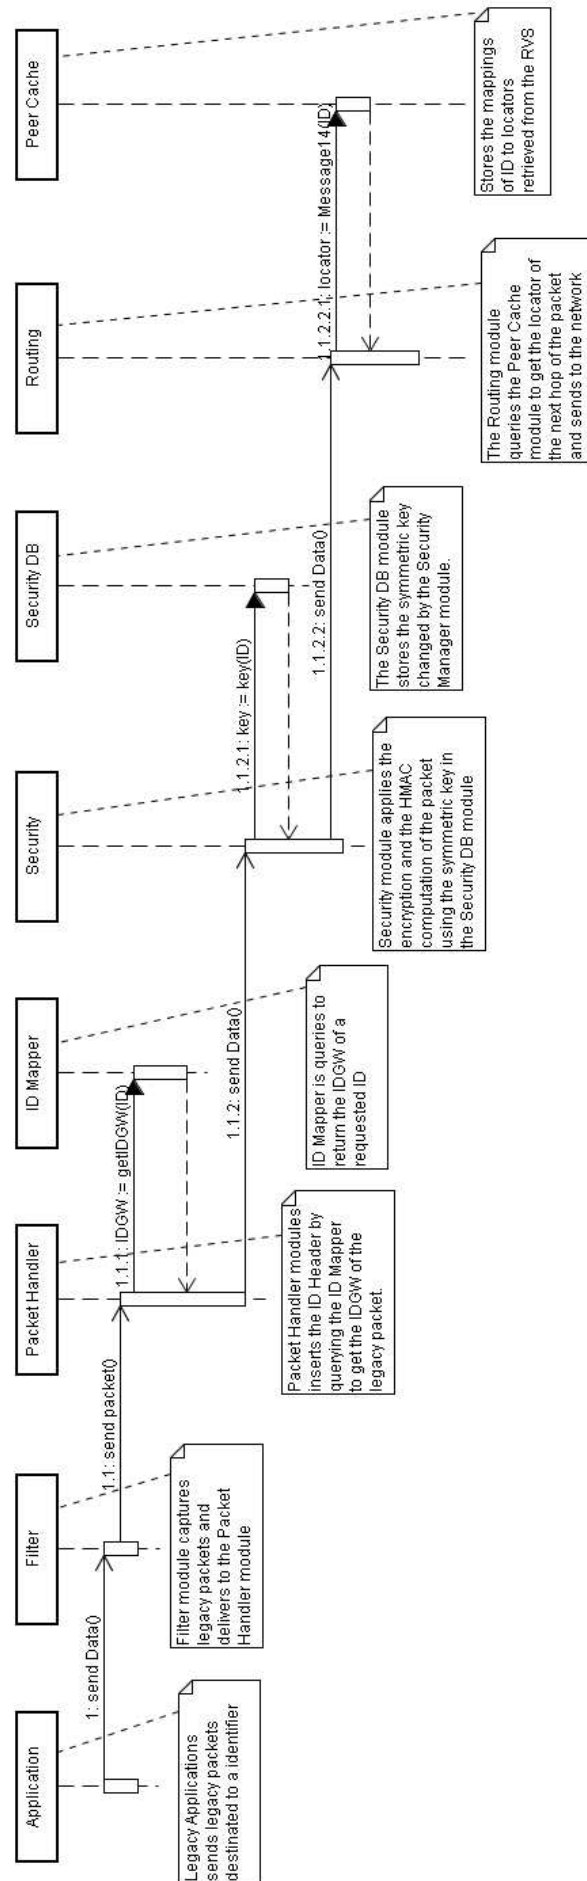 Application
Filter
Packet Handler
ID Mapper
Security
Security DB
Routing
Peer Cache
1: send Data()
1.1: send packet()
1.1.1: IDGW := getIDGW(ID)
1.1.2: send Data()
1.1.2.1: key := key(ID)
1.1.2.2: send Data()
1.1.2.2.1: locator := Message14(ID)
Legacy Applications
sends legacy packets
destinated to a identifier
Filter module captures
legacy packets and
delivers to the Packet
Handler module
Packet Handler modules
inserts the ID Header by
querying the ID Mapper
to get the IDGW of the
legacy packet.
ID Mapper is queries to
return the IDGW of a
requested ID
Security module applies the
encryption and the HMAC
computation of the packet
using the symmetric key in
the Security DB module
The Security DB module
stores the symmetric key
changed by the Security
Manager module.
The Routing module
queries the Peer Cache
module to get the locator of
the next hop of the packet
and sends to the network
Stores the mappings
of ID to locators
retrieved from the RVS